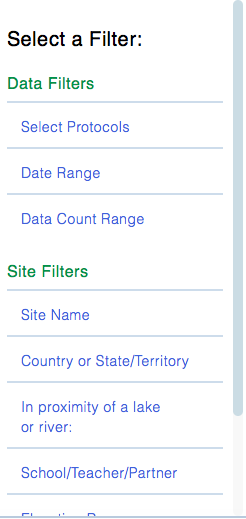 Select a Filter:
Data Filters
Select Protocols
Date Range
Data Count Range
Site Filters
Site Name
Country or State/Territory
In proximity of a lake
or river:
School/Teacher/Partner